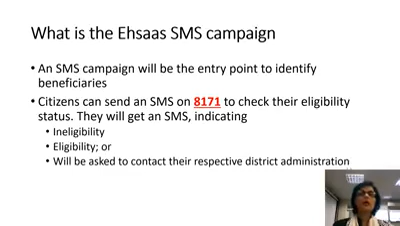 What is the Ehsaas SMS campaign
• An SMS campaign will be the entry point to identify
beneficiaries
• Citizens can send an SMS on 8171 to check their eligibility
status. They will get an SMS, indicating
• Ineligibility
• Eligibility; or
• Will be asked to contact their respective district administration